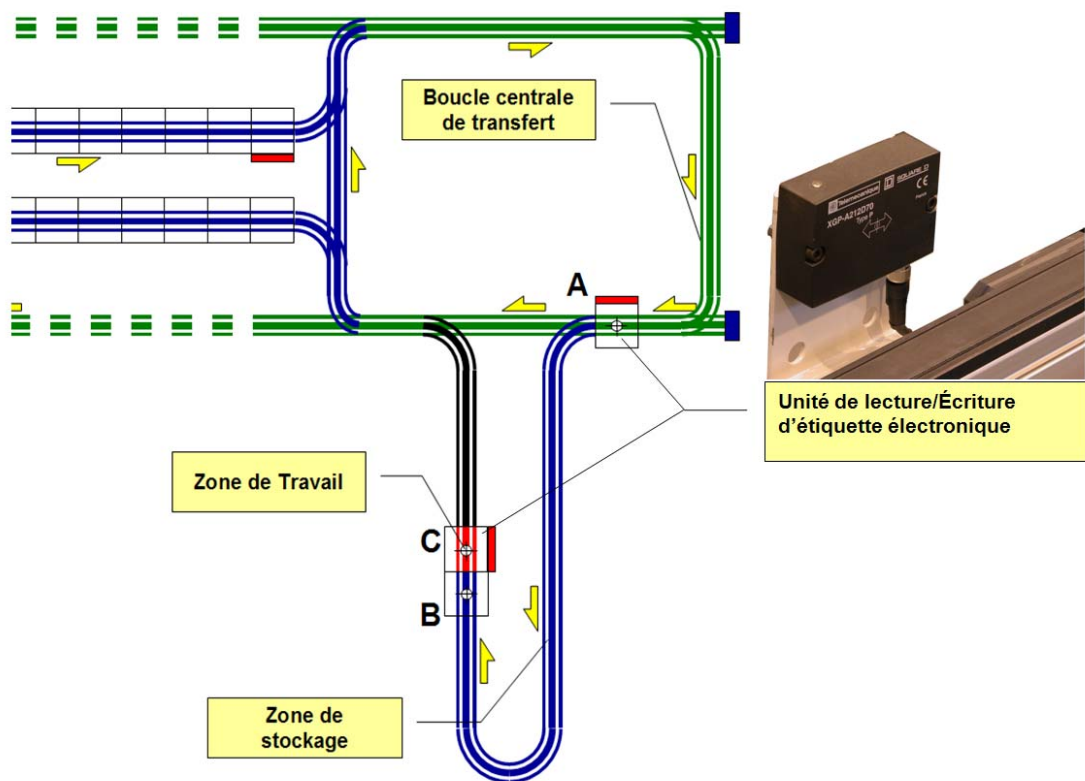 Boucle centrale
de transfert
Telemecanique
SQUARE D
XGP-A212D70
Type P
CE
A
Unité de lecture/Écriture
d'étiquette électronique
Zone de Travail
C
B
Zone de
stockage